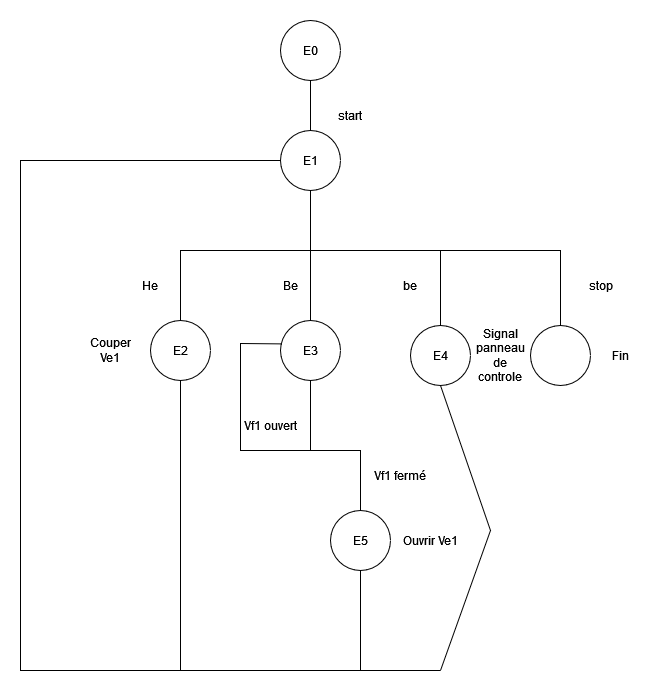 E0
start
E1
He
Be
be
stop
Couper
Ve1
E2
E3
E4
Signal
panneau
de
controle
Fin
Vf1 ouvert
Vf1 fermé
E5
Ouvrir Ve1